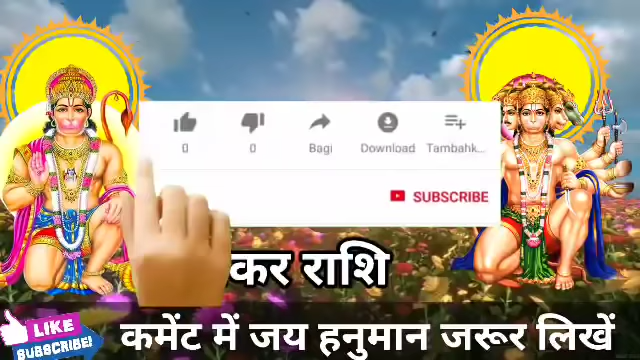 0 0 Bagi Download Tambahk...
SUBSCRIBE
कर राशि
LIKE
SUBSCRIBE!
कमेंट में जय हनुमान जरूर लिखें